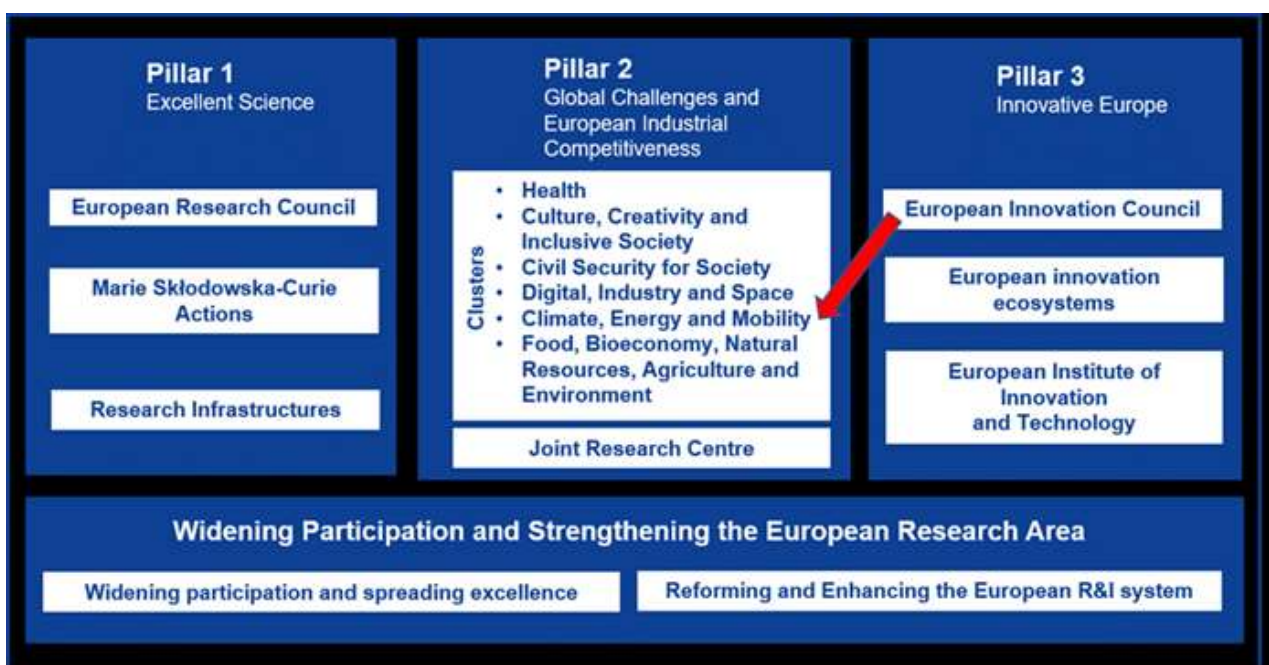 Pillar 1
Excellent Science
European Research Council
Marie Skłodowska-Curie
Actions
Research Infrastructures
Pillar 2
Global Challenges and
European Industrial
Competitiveness
Clusters
• Health
• Culture, Creativity and
Inclusive Society
• Civil Security for Society
• Digital, Industry and Space
• Climate, Energy and Mobility
• Food, Bioeconomy, Natural
Resources, Agriculture and
Environment
Joint Research Centre
Pillar 3
Innovative Europe
European Innovation Council
European innovation
ecosystems
European Institute of
Innovation
and Technology
Widening Participation and Strengthening the European Research Area
Widening participation and spreading excellence
Reforming and Enhancing the European R&I system